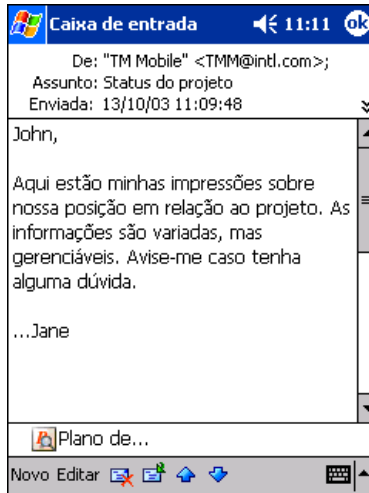 Caixa de entrada 11:11 ok
De: "TM Mobile" <TMM@intl.com>;
Assunto: Status do projeto
Enviada: 13/10/03 11:09:48
John,
Aqui estão minhas impressões sobre
nossa posição em relação ao projeto. As
informações são variadas, mas
gerenciáveis. Avise-me caso tenha
alguma dúvida.
...Jane
Plano de...
Novo Editar